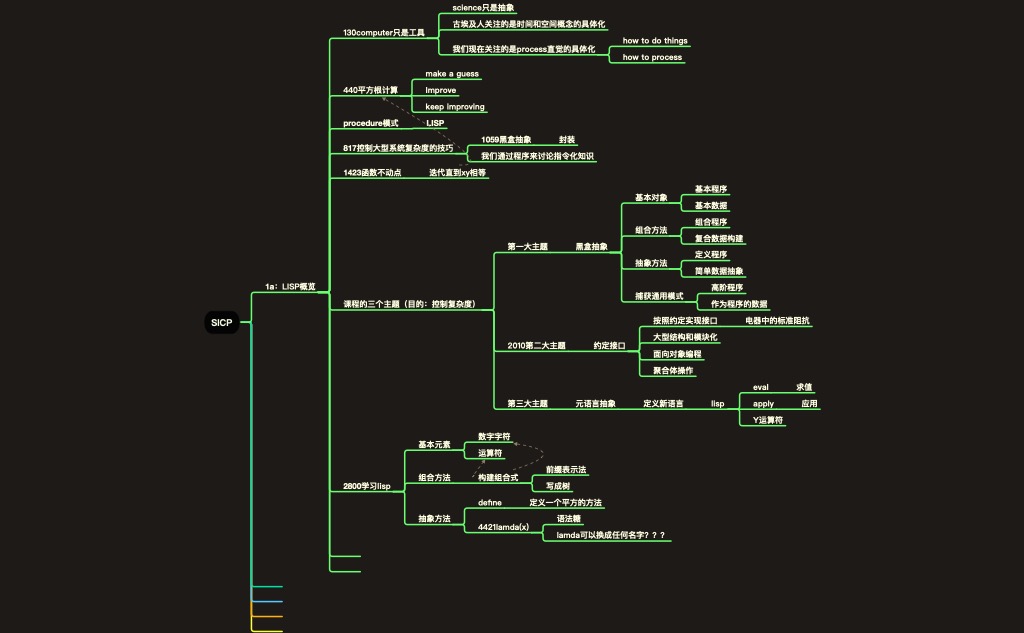 SICP
1a：LISP概览
130computer只是工具
science只是抽象
古埃及人关注的是时间和空间概念的具体化
我们现在关注的是process直觉的具体化
how to do things
how to process
440平方根计算
make a guess
Improve
keep improving
procedure模式
LISP
817控制大型系统复杂度的技巧
1059黑盒抽象
封装
我们通过程序来讨论指令化知识
1423函数不动点
迭代直到xy相等
课程的三个主题（目的：控制复杂度）
第一大主题
黑盒抽象
基本对象
基本程序
基本数据
组合方法
组合程序
复合数据构建
抽象方法
定义程序
简单数据抽象
捕获通用模式
高阶程序
作为程序的数据
2010第二大主题
约定接口
按照约定实现接口
电器中的标准阻抗
大型结构和模块化
面向对象编程
聚合体操作
第三大主题
元语言抽象
定义新语言
lisp
eval
求值
apply
应用
Y运算符
2800学习lisp
基本元素
数字字符
运算符
组合方法
构建组合式
前缀表示法
写成树
抽象方法
define
定义一个平方的方法
4421lamda(x)
语法糖
lamda可以换成任何名字？？？